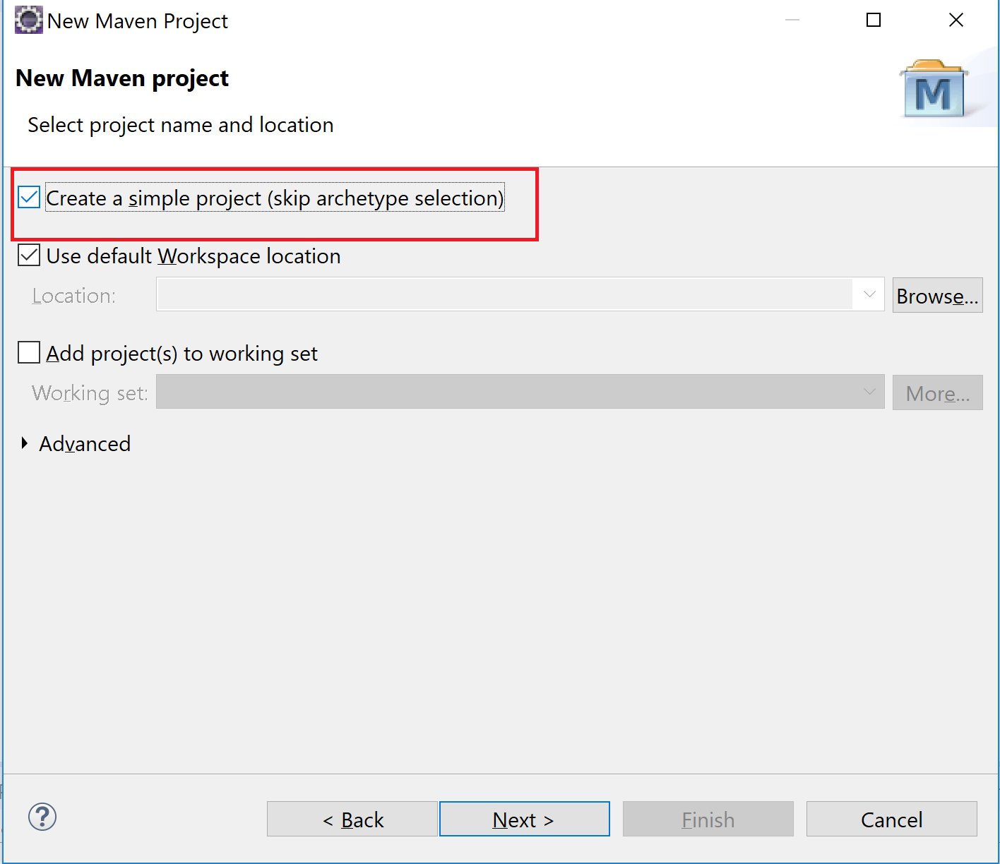 New Maven Project
New Maven project
M
Select project name and location
Create a simple project (skip archetype selection)
Use default Workspace location
Location:
Browse...
Add project(s) to working set
Working set:
More...
Advanced
?
< Back
Next >
Finish
Cancel